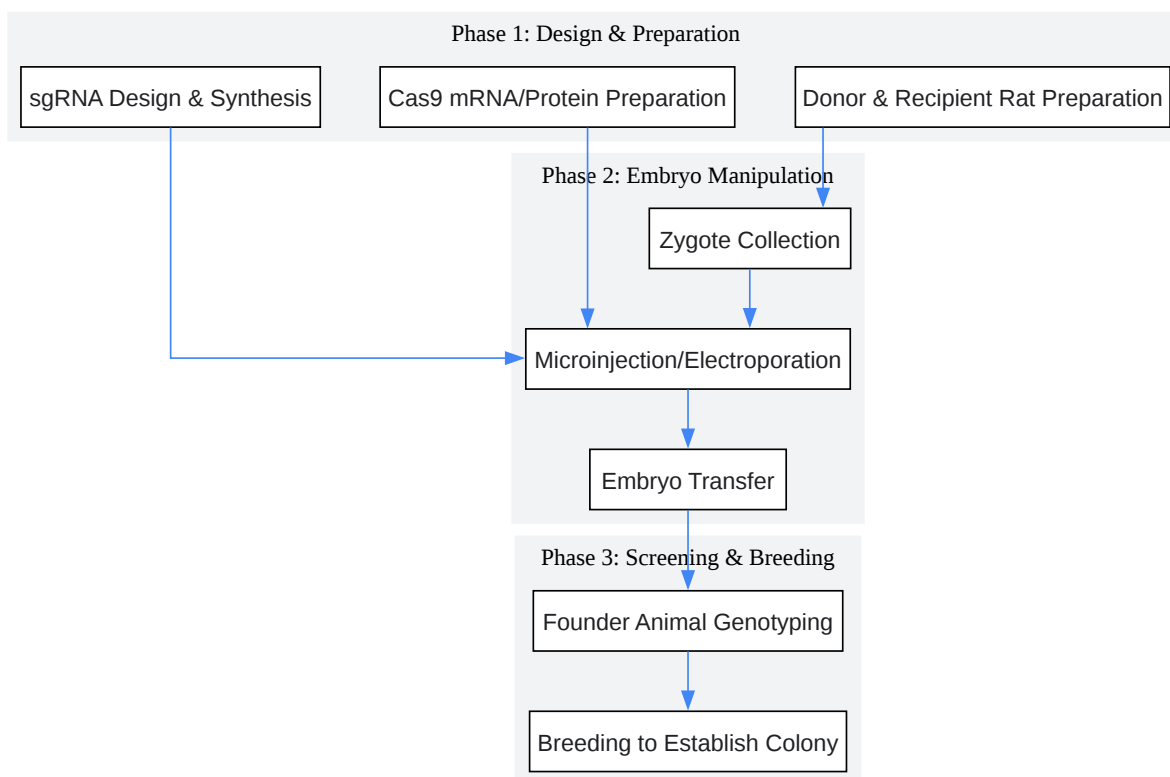 Phase 1: Design & Preparation
sgRNA Design & Synthesis
Cas9 mRNA/Protein Preparation
Donor & Recipient Rat Preparation
Phase 2: Embryo Manipulation
Zygote Collection
Microinjection/Electroporation
Embryo Transfer
Phase 3: Screening & Breeding
Founder Animal Genotyping
Breeding to Establish Colony